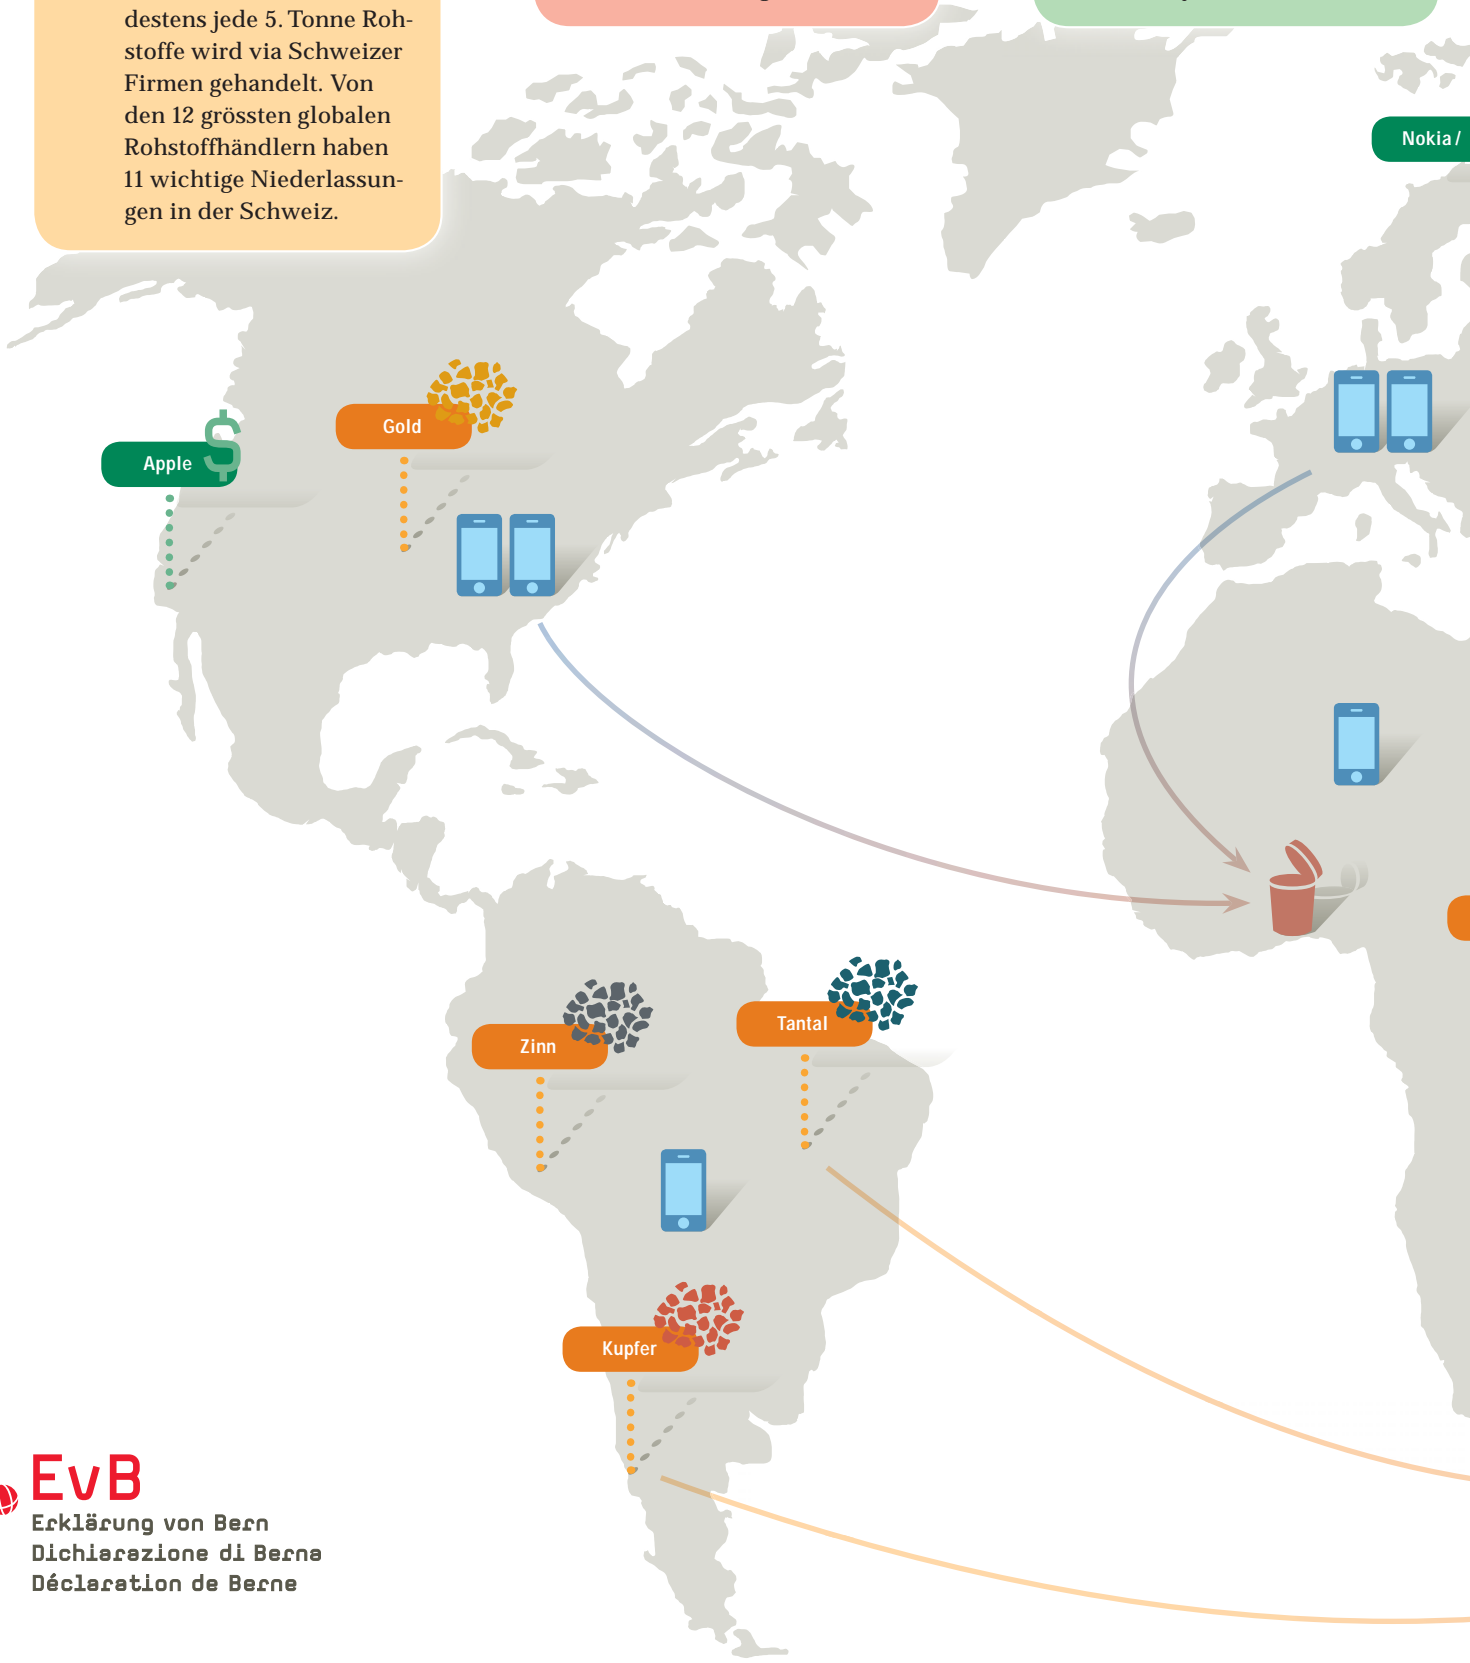 destens jede 5. Tonne Roh-
stoffe wird via Schweizer
Firmen gehandelt. Von
den 12 grössten globalen
Rohstoffhändlern haben
11 wichtige Niederlassun-
gen in der Schweiz.
Nokia /
Gold
Apple
$
Tantal
Zinn
Kupfer
EvB
Erklärung von Bern
Dichiarazione di Berna
Déclaration de Berne